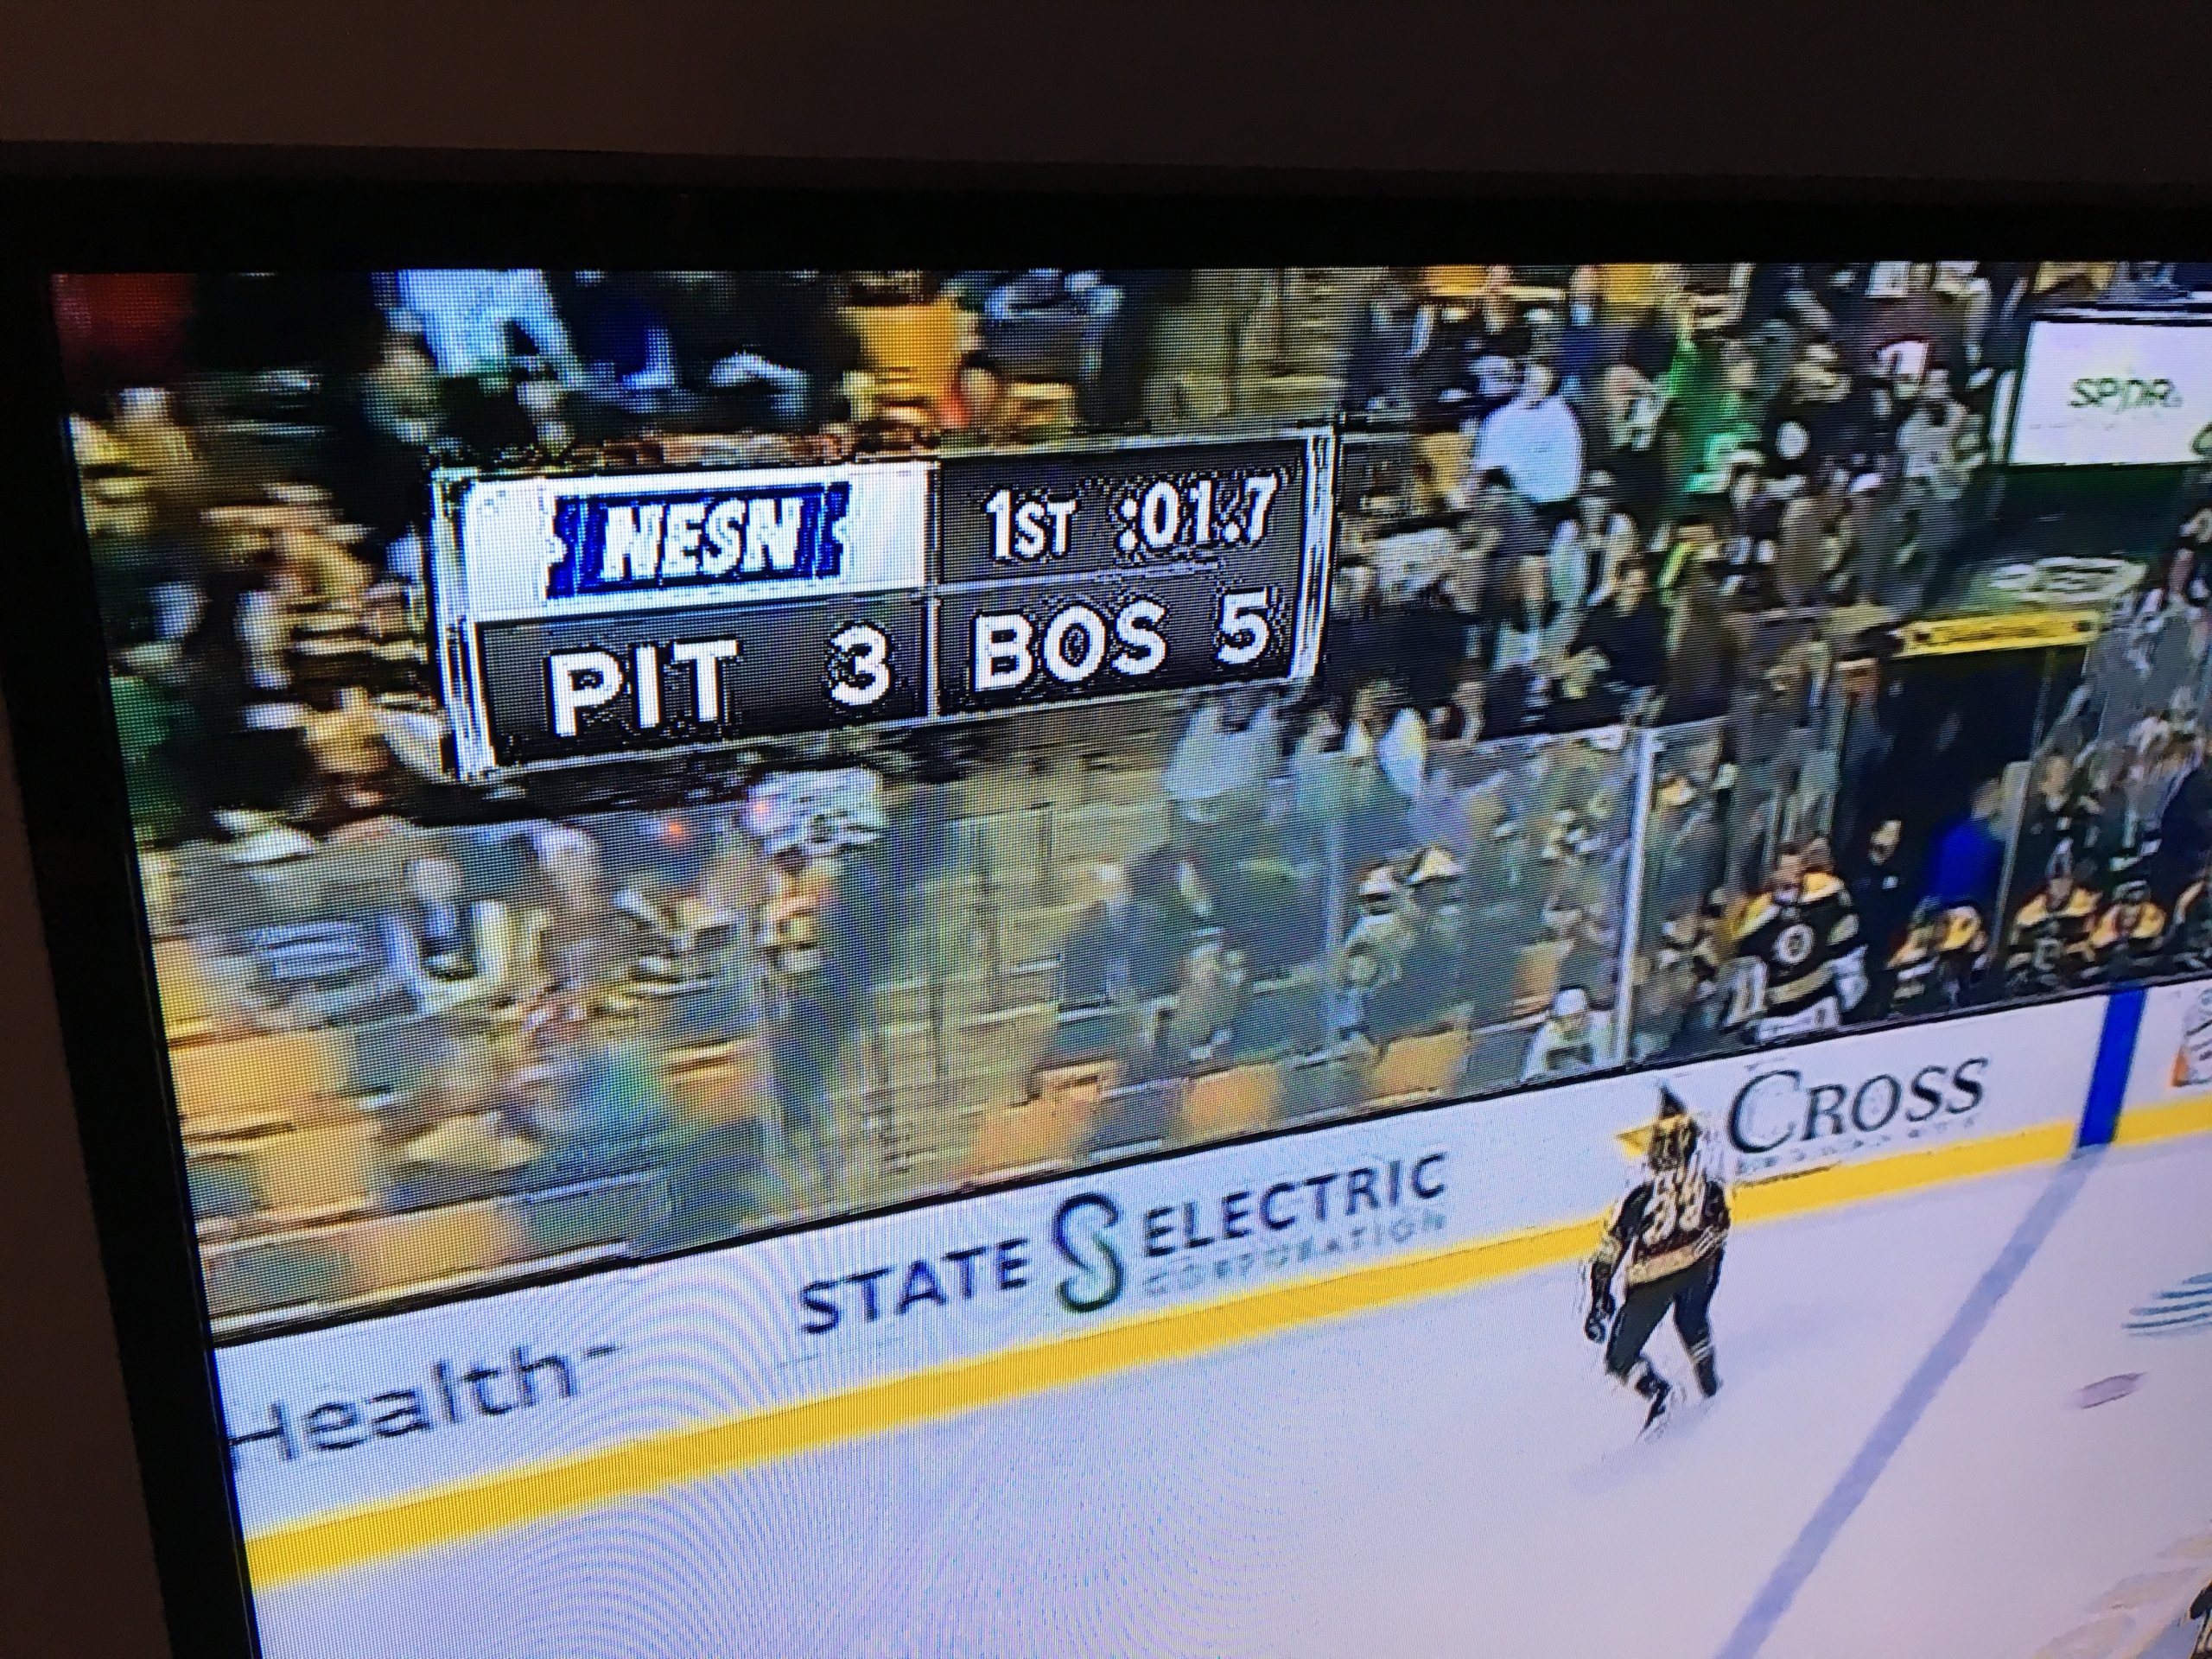 NESN
1ST :01.7
PIT 3
BOS 5
SPDR
CROSS
STATE ELECTRIC
CORPORATION
Health